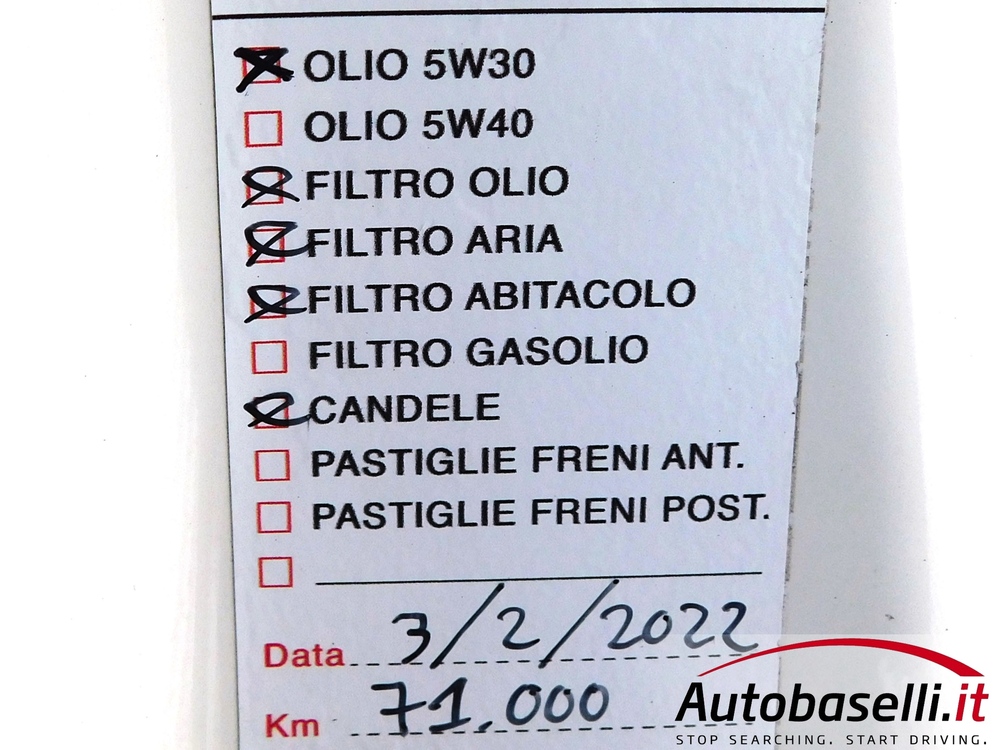 OLIO 5W30
OLIO 5W40
FILTRO OLIO
FILTRO ARIA
FILTRO ABITACOLO
FILTRO GASOLIO
CANDELE
PASTIGLIE FRENI ANT.
PASTIGLIE FRENI POST.
Data 3/2/2022
Km 71.000
Autobaselli.it
STOP SEARCHING. START DRIVING.